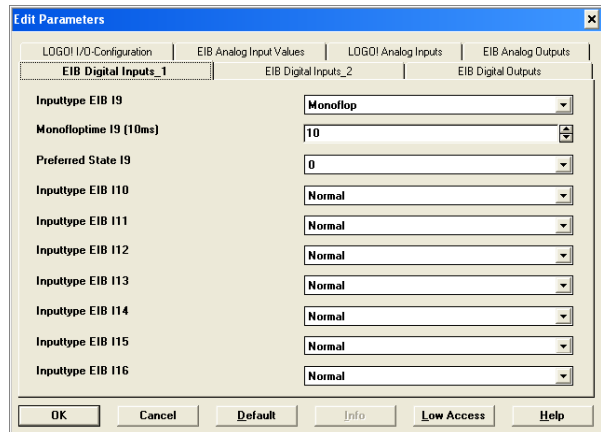 Edit Parameters
LOGO! I/O-Configuration EIB Analog Input Values LOGO! Analog Inputs EIB Analog Outputs
EIB Digital Inputs_1 EIB Digital Inputs_2 EIB Digital Outputs
Inputtype EIB I9 Monoflop
Monofloptime I9 (10ms) 10
Preferred State I9 0
Inputtype EIB I10 Normal
Inputtype EIB I11 Normal
Inputtype EIB I12 Normal
Inputtype EIB I13 Normal
Inputtype EIB I14 Normal
Inputtype EIB I15 Normal
Inputtype EIB I16 Normal
OK Cancel Default Info Low Access Help